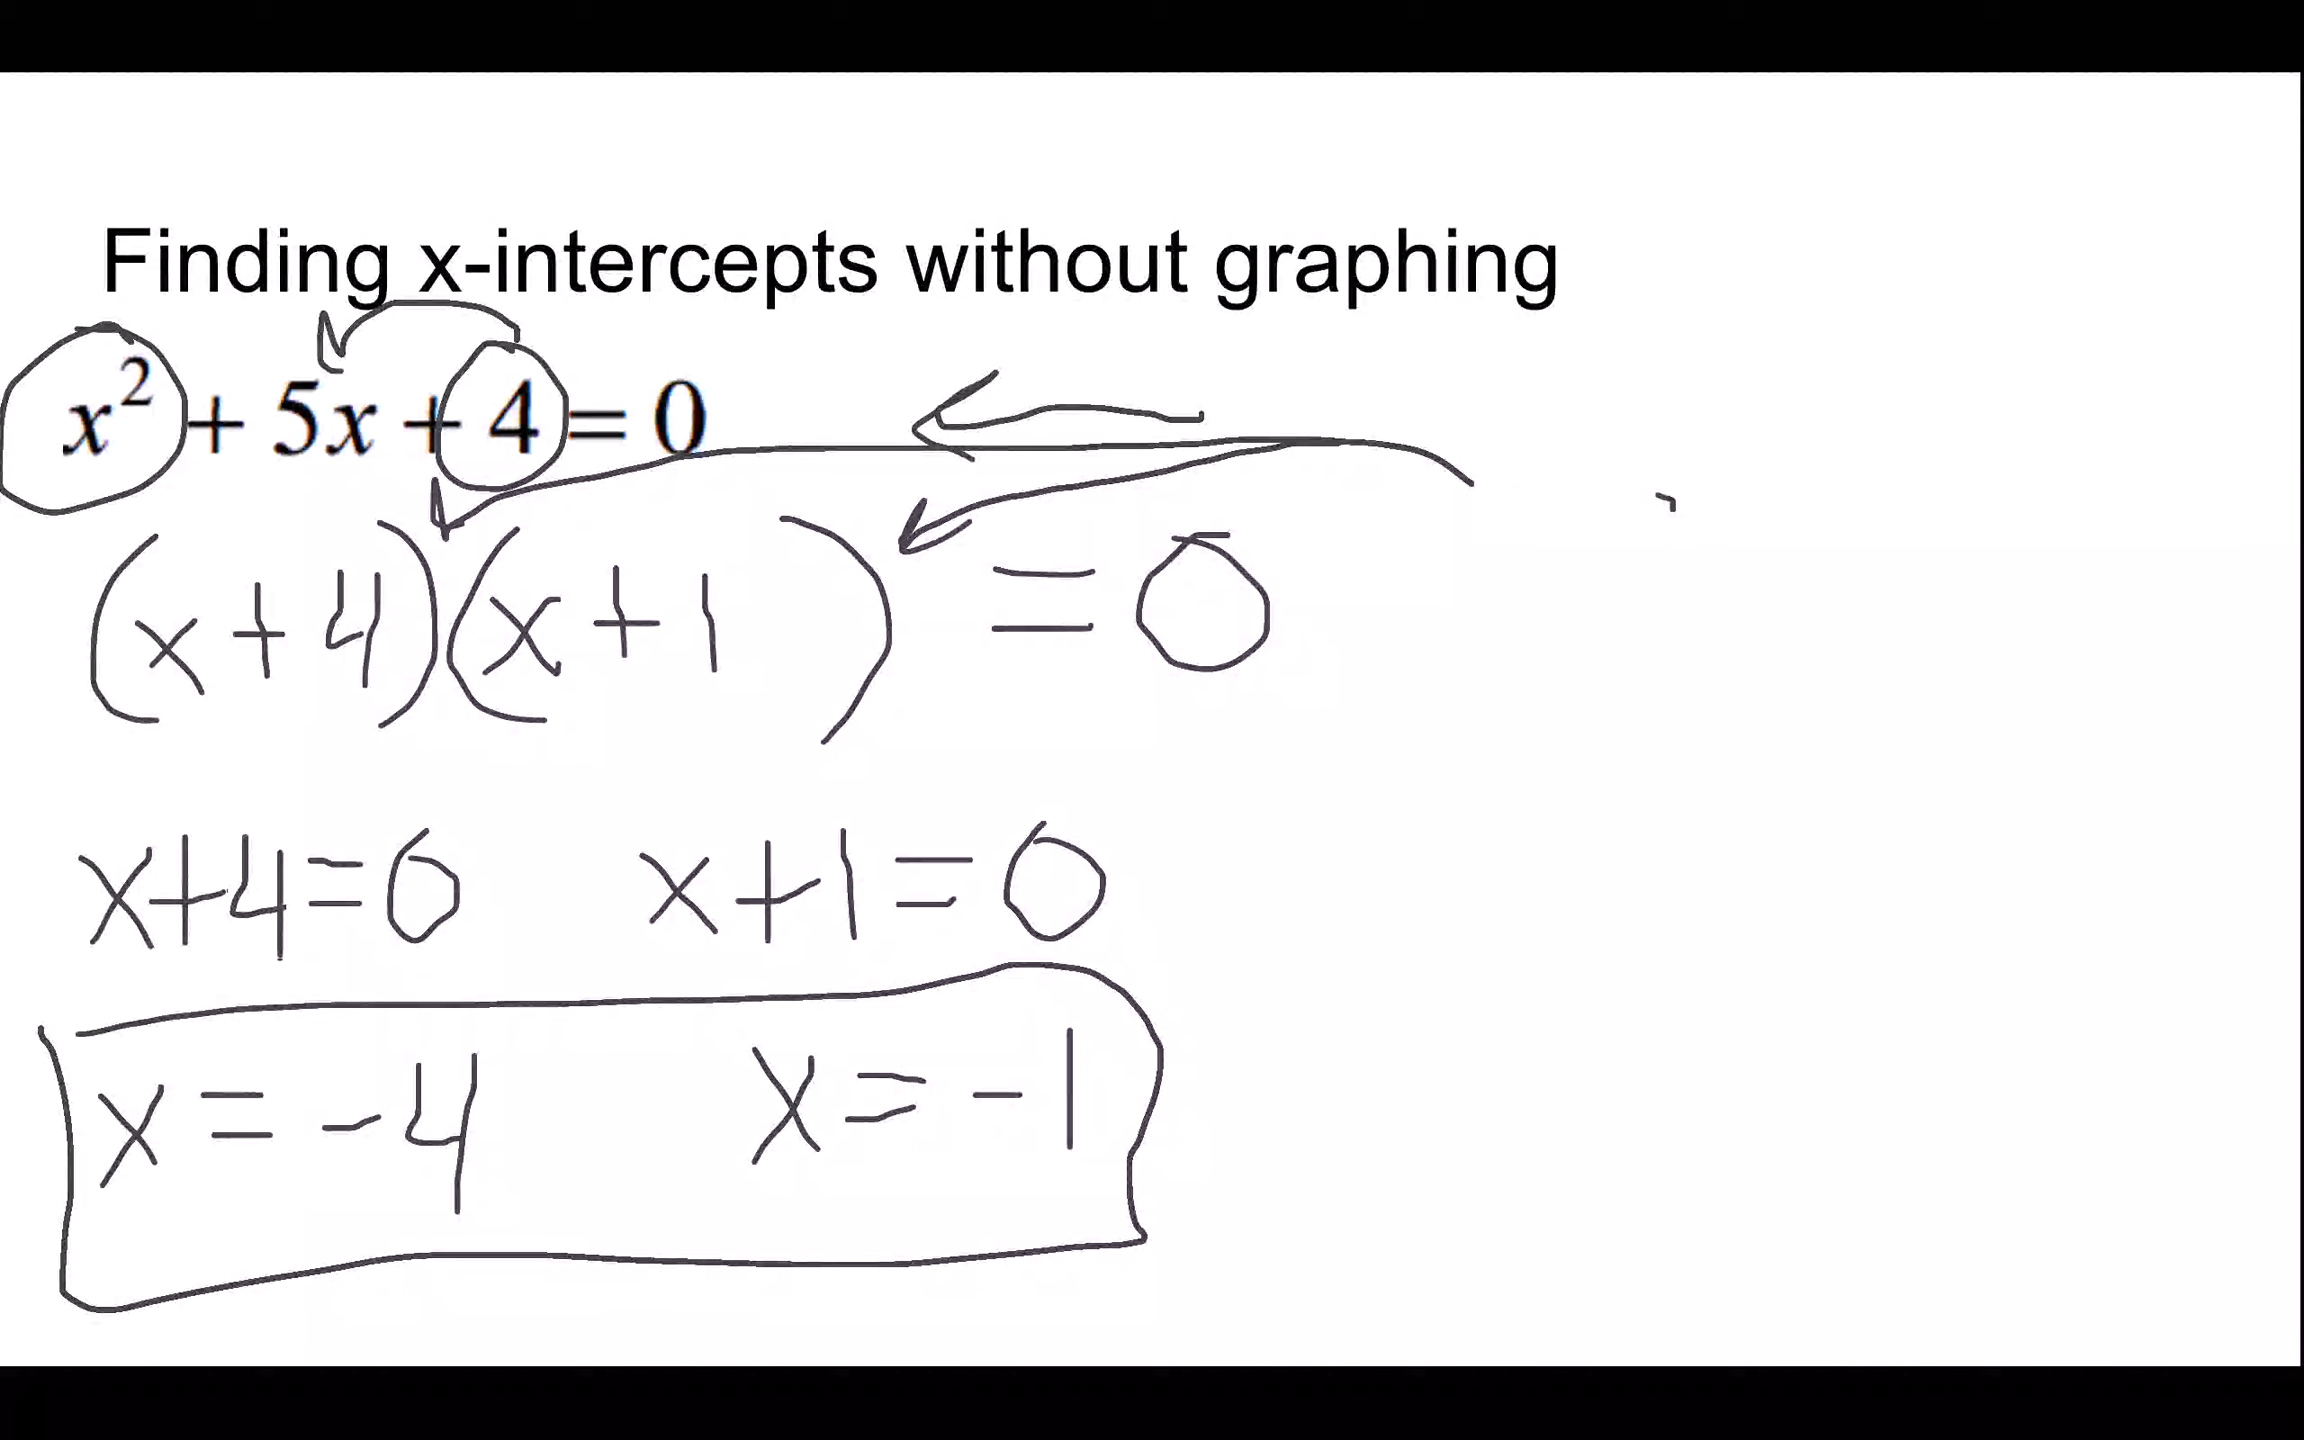 Finding x-intercepts without graphing
x² + 5x + 4 = 0
(x + 4)(x + 1) = 0
x+4=0 x+1=0
x = -4 x = -1